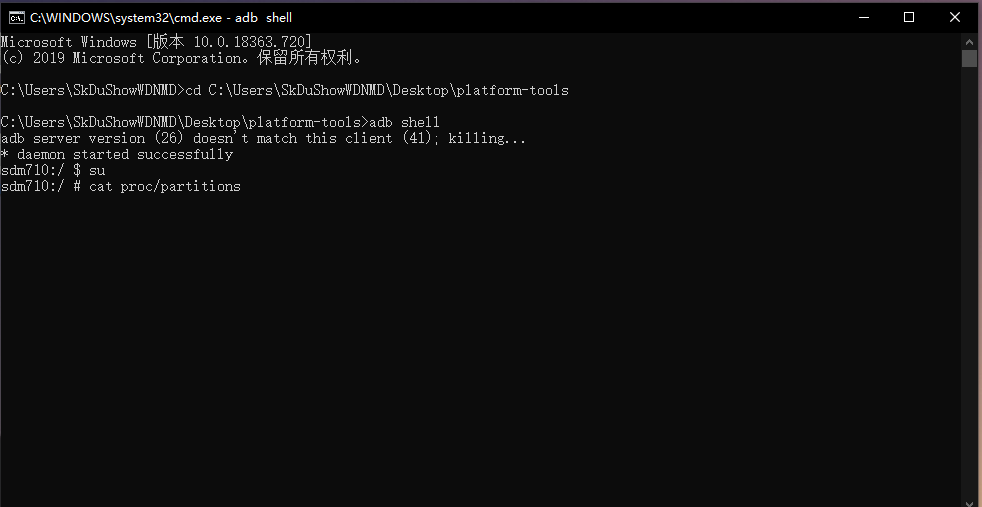 C:\WINDOWS\system32\cmd.exe - adb shell
Microsoft Windows [版本 10.0.18363.720]
(c) 2019 Microsoft Corporation。保留所有权利。
C:\Users\SkDuShowWDNMD>cd C:\Users\SkDuShowWDNMD\Desktop\platform-tools
C:\Users\SkDuShowWDNMD\Desktop\platform-tools>adb shell
adb server version (26) doesn't match this client (41); killing...
* daemon started successfully
sdm710:/ $ su
sdm710:/ # cat proc/partitions